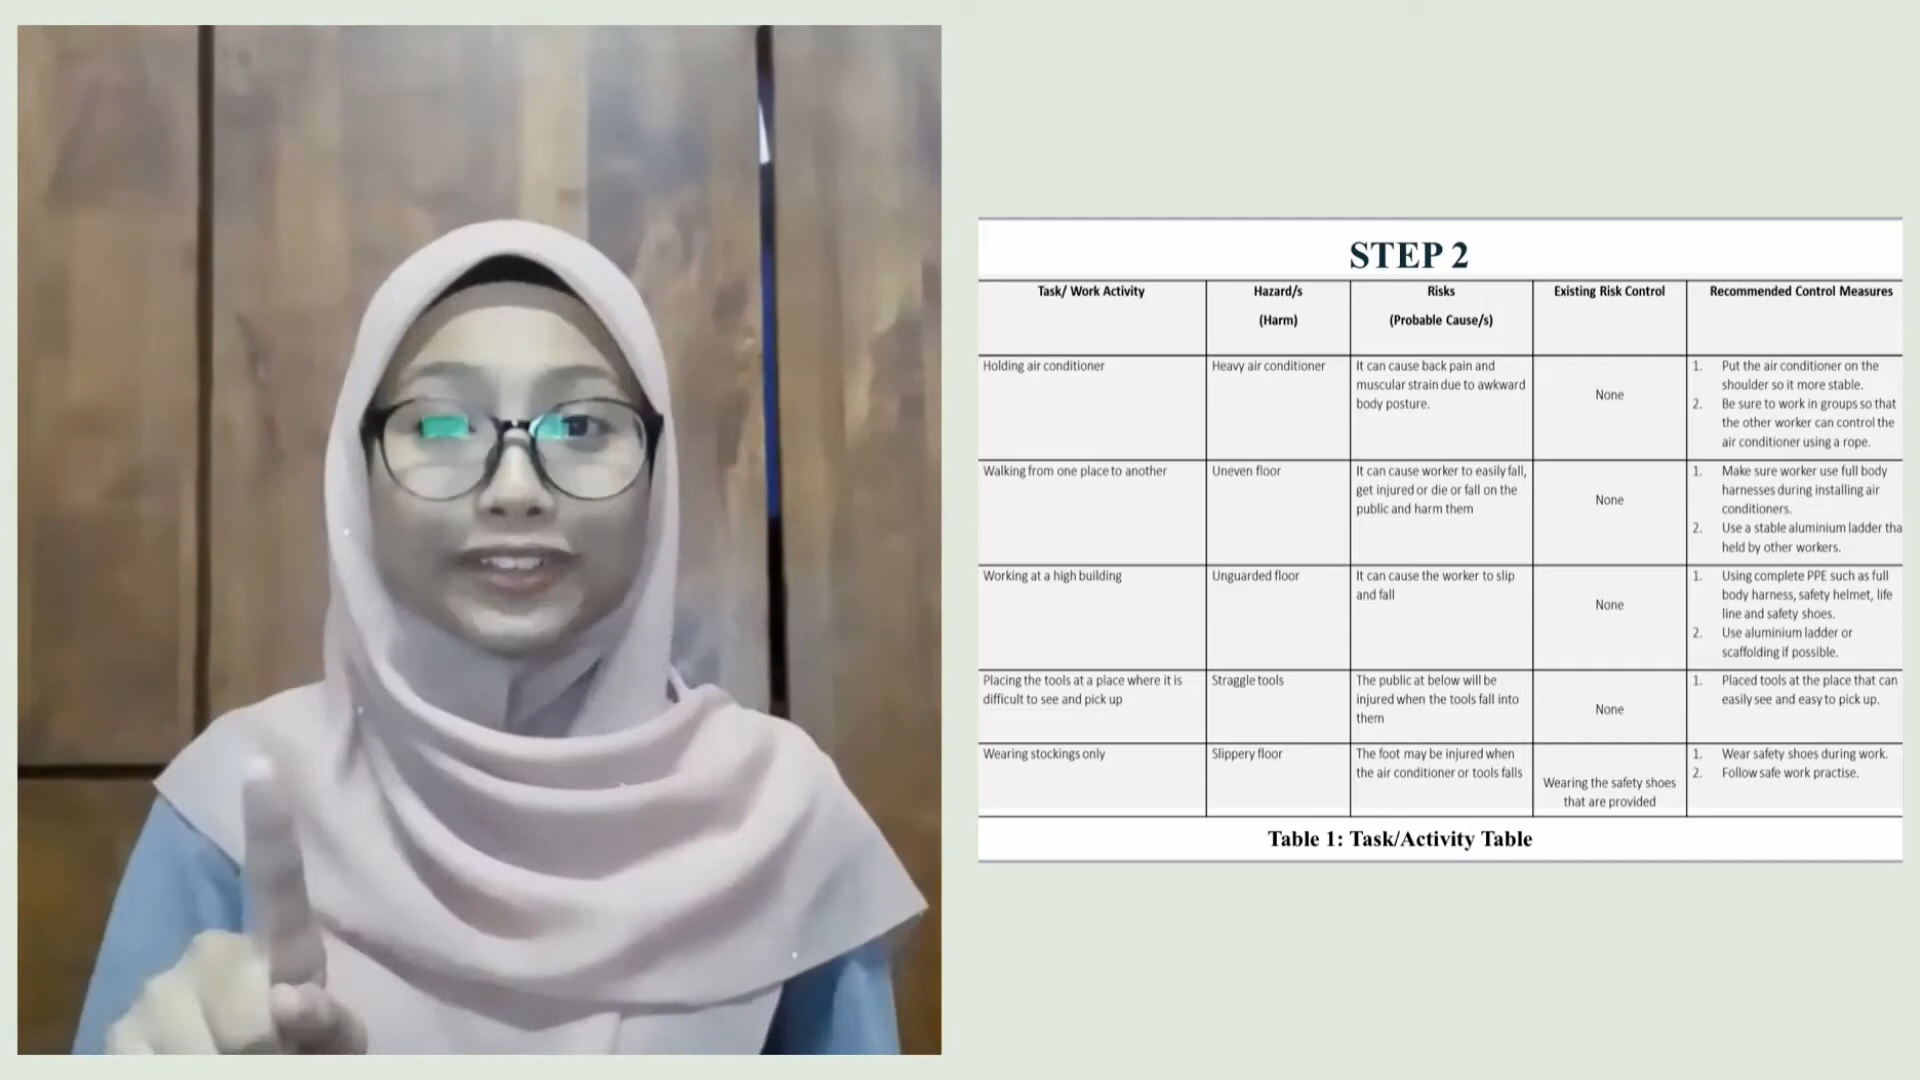 STEP 2
Task/ Work Activity
Hazard/s
(Harm)
Risks
(Probable Cause/s)
Existing Risk Control
Recommended Control Measures
Holding air conditioner
Heavy air conditioner
It can cause back pain and
muscular strain due to awkward
body posture.
None
1. Put the air conditioner on the
shoulder so it more stable.
2. Be sure to work in groups so that
the other worker can control the
air conditioner using a rope.
Walking from one place to another
Uneven floor
It can cause worker to easily fall,
get injured or die or fall on the
public and harm them
None
1. Make sure worker use full body
harnesses during installing air
conditioners.
2. Use a stable aluminium ladder tha
held by other workers.
Working at a high building
Unguarded floor
It can cause the worker to slip
and fall
None
1. Using complete PPE such as full
body harness, safety helmet, life
line and safety shoes.
2. Use aluminium ladder or
scaffolding if possible.
Placing the tools at a place where it is
difficult to see and pick up
Straggle tools
The public at below will be
injured when the tools fall into
them
None
1. Placed tools at the place that can
easily see and easy to pick up.
Wearing stockings only
Slippery floor
The foot may be injured when
the air conditioner or tools falls
Wearing the safety shoes
that are provided
1. Wear safety shoes during work.
2. Follow safe work practise.
Table 1: Task/Activity Table